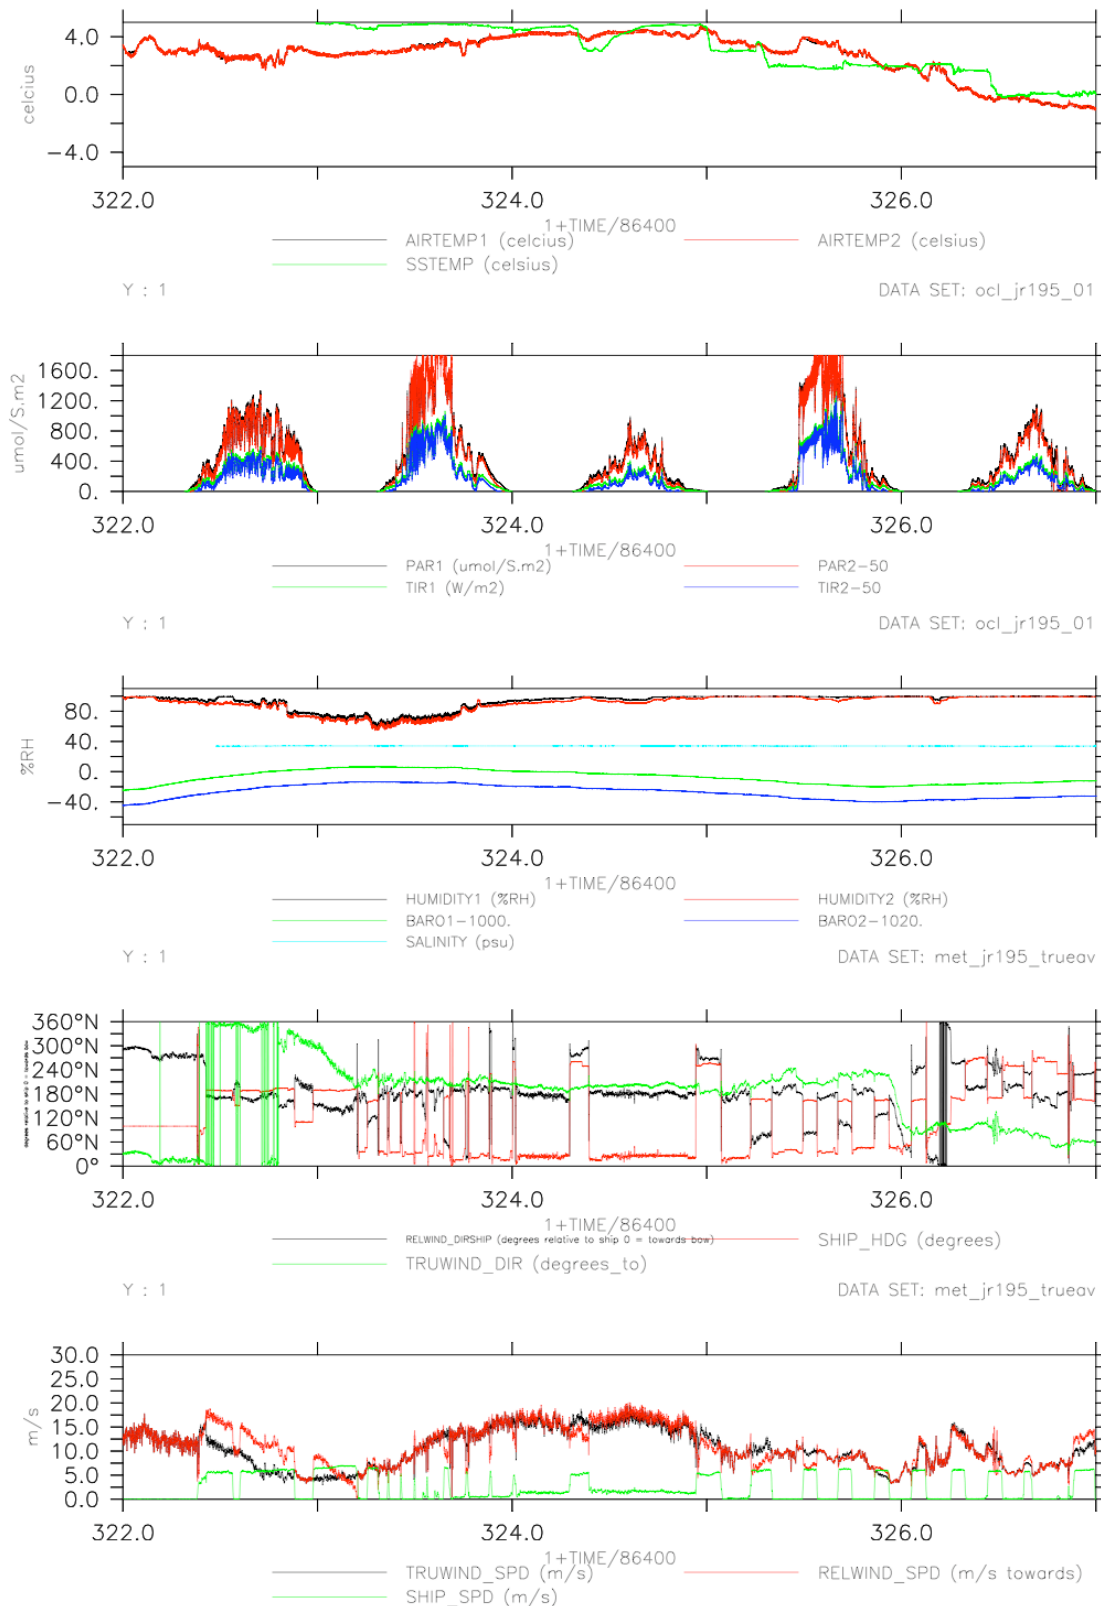 4.0
0.0
−4.0
celcius
322.0 324.0 326.0
1+TIME/86400
AIRTEMP1 (celcius) AIRTEMP2 (celsius)
SSTEMP (celsius)
Y : 1 DATA SET: ocl_jr195_01
1600.
1200.
800.
400.
0.
umol/S.m2
322.0 324.0 326.0
1+TIME/86400
PAR1 (umol/S.m2) PAR2−50
TIR1 (W/m2) TIR2−50
Y : 1 DATA SET: ocl_jr195_01
80.
40.
0.
−40.
%RH
322.0 324.0 326.0
1+TIME/86400
HUMIDITY1 (%RH) HUMIDITY2 (%RH)
BARO1−1000. BARO2−1020.
SALINITY (psu)
Y : 1 DATA SET: met_jr195_trueav
360°N
300°N
240°N
180°N
120°N
60°N
0°
degrees relative to ship 0 = towards bow
322.0 324.0 326.0
1+TIME/86400
RELWIND_DIRSHIP (degrees relative to ship 0 = towards bow) SHIP_HDG (degrees)
TRUWIND_DIR (degrees_to)
Y : 1 DATA SET: met_jr195_trueav
30.0
25.0
20.0
15.0
10.0
5.0
0.0
m/s
322.0 324.0 326.0
1+TIME/86400
TRUWIND_SPD (m/s) RELWIND_SPD (m/s towards)
SHIP_SPD (m/s)